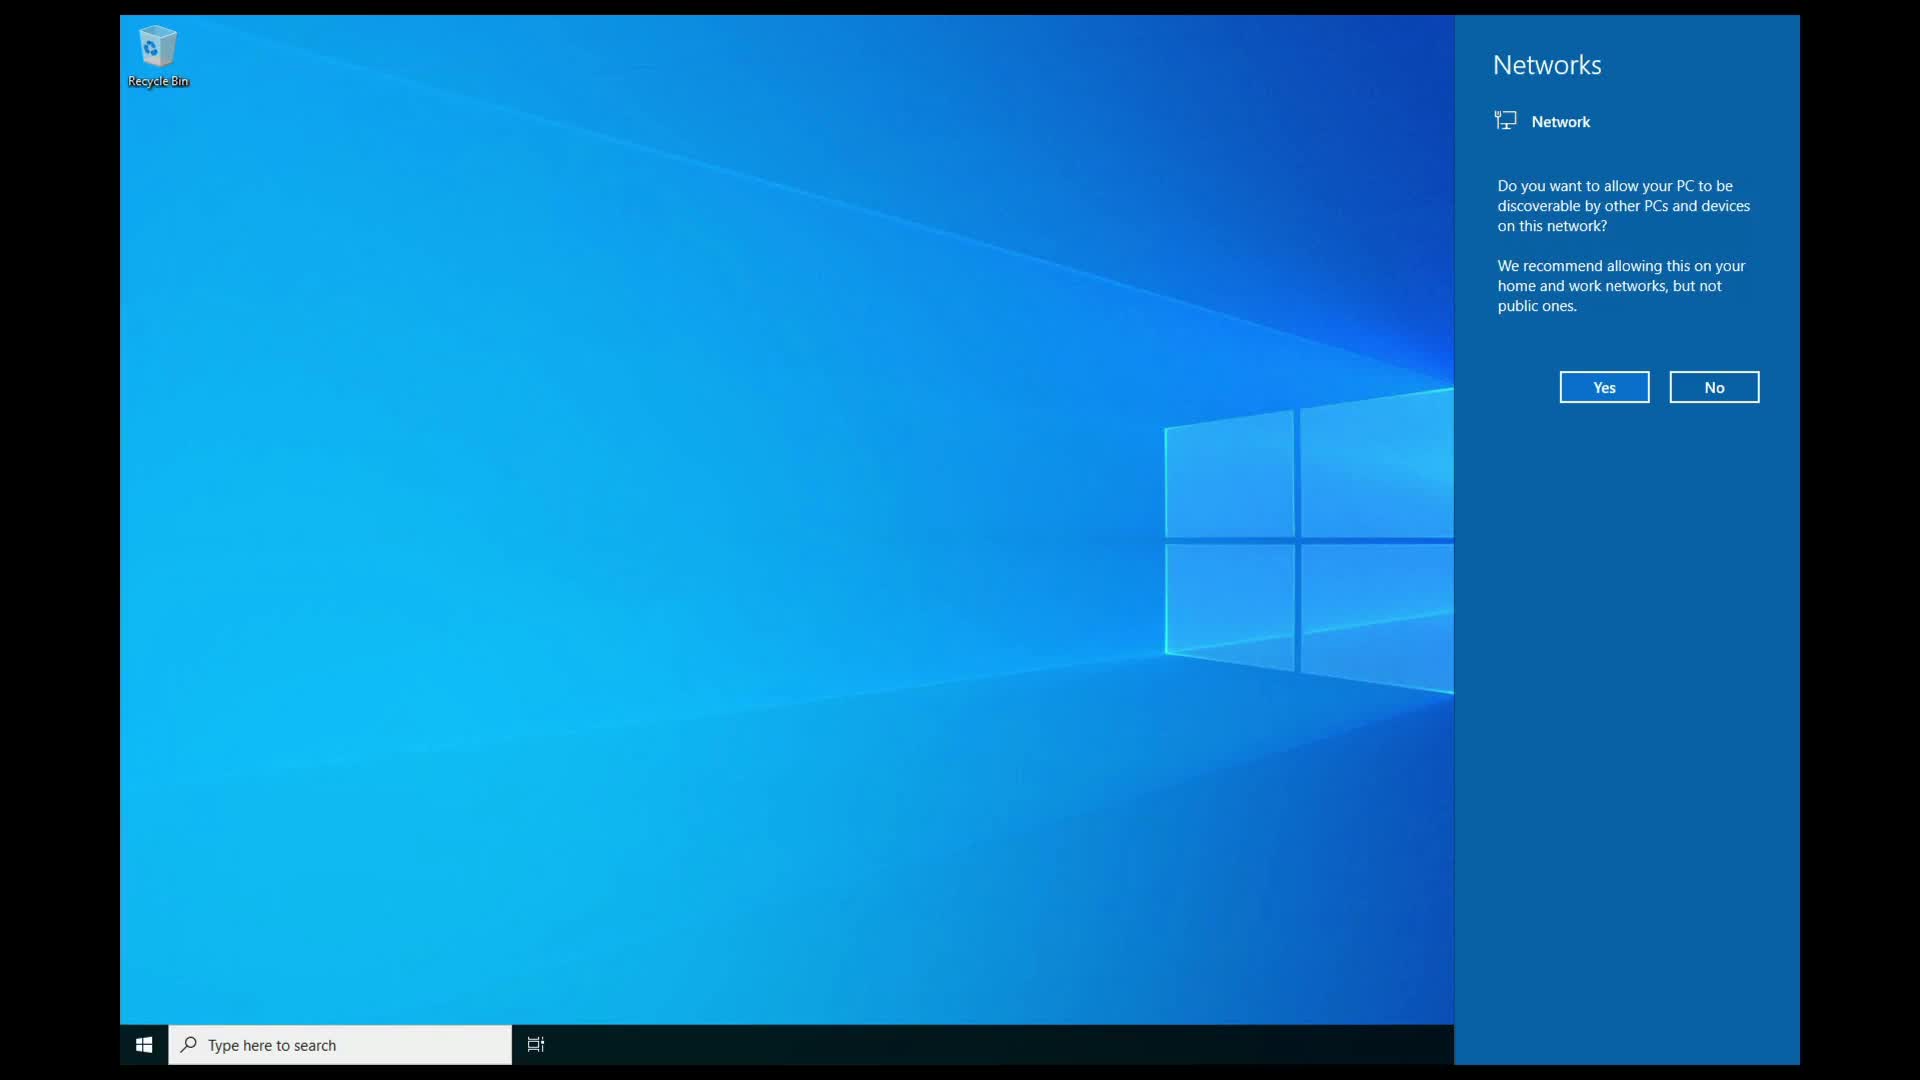 Recycle Bin
Networks
Network
Do you want to allow your PC to be
discoverable by other PCs and devices
on this network?
We recommend allowing this on your
home and work networks, but not
public ones.
Yes
No
Type here to search